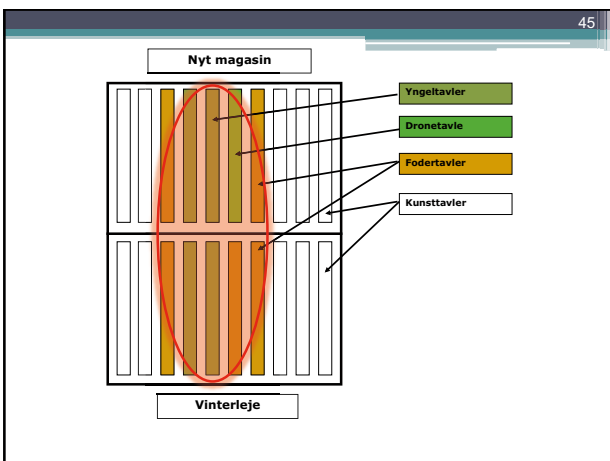 45
Nyt magasin
Yngeltavler
Dronetavle
Fodertavler
Kunsttavler
Vinterleje